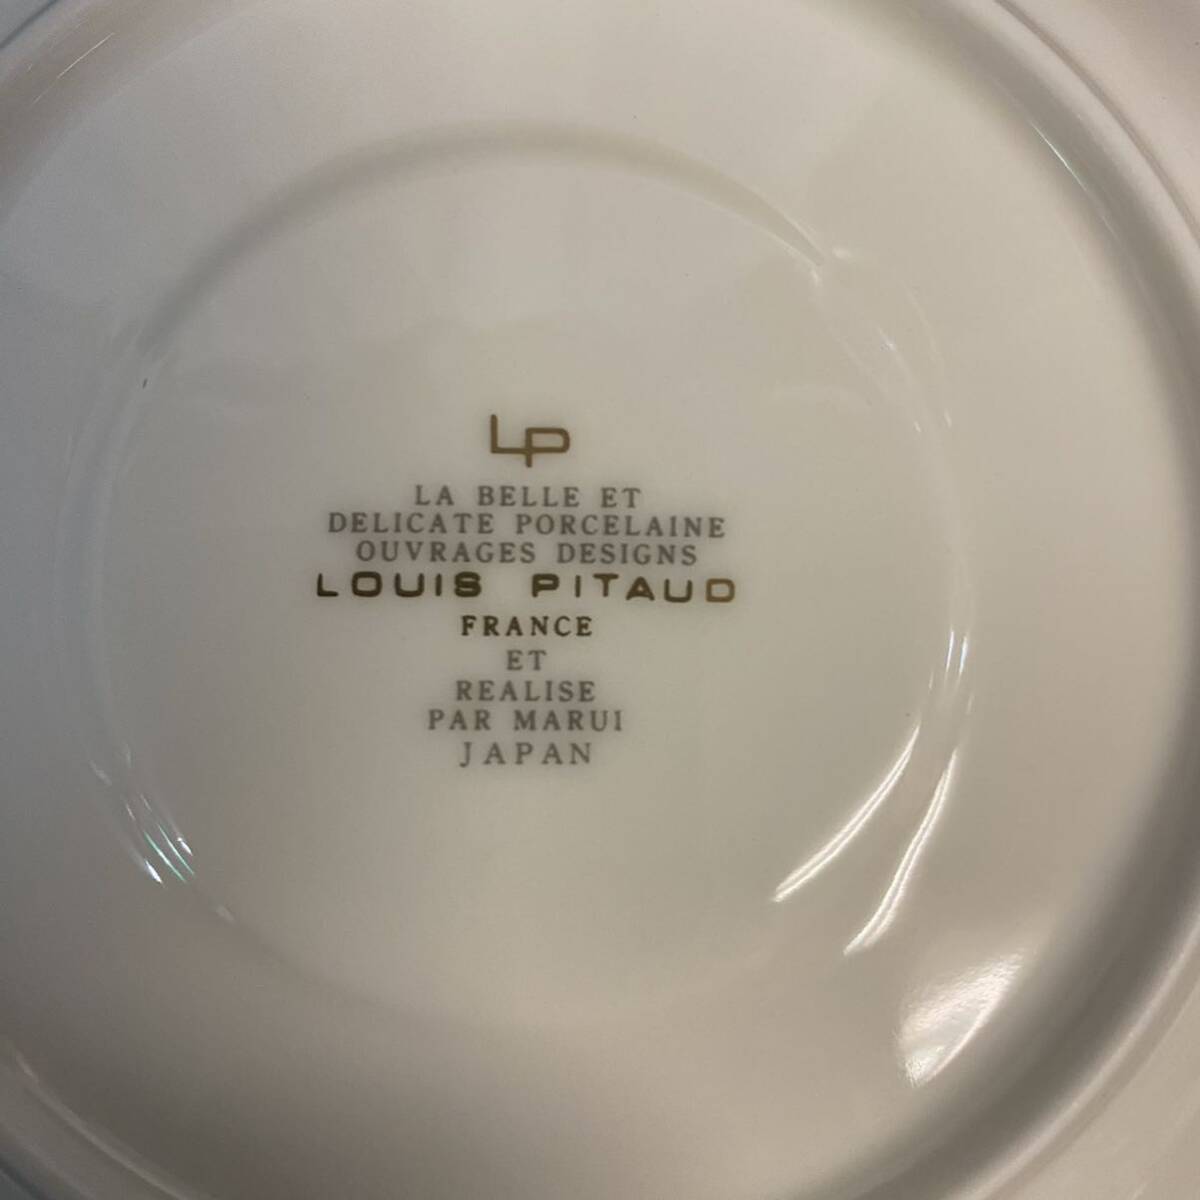 LP
LA BELLE ET
DELICATE PORCELAINE
OUVRAGES DESIGNS
LOUIS PITAUD
FRANCE
ET
REALISE
PAR MARUI
JAPAN